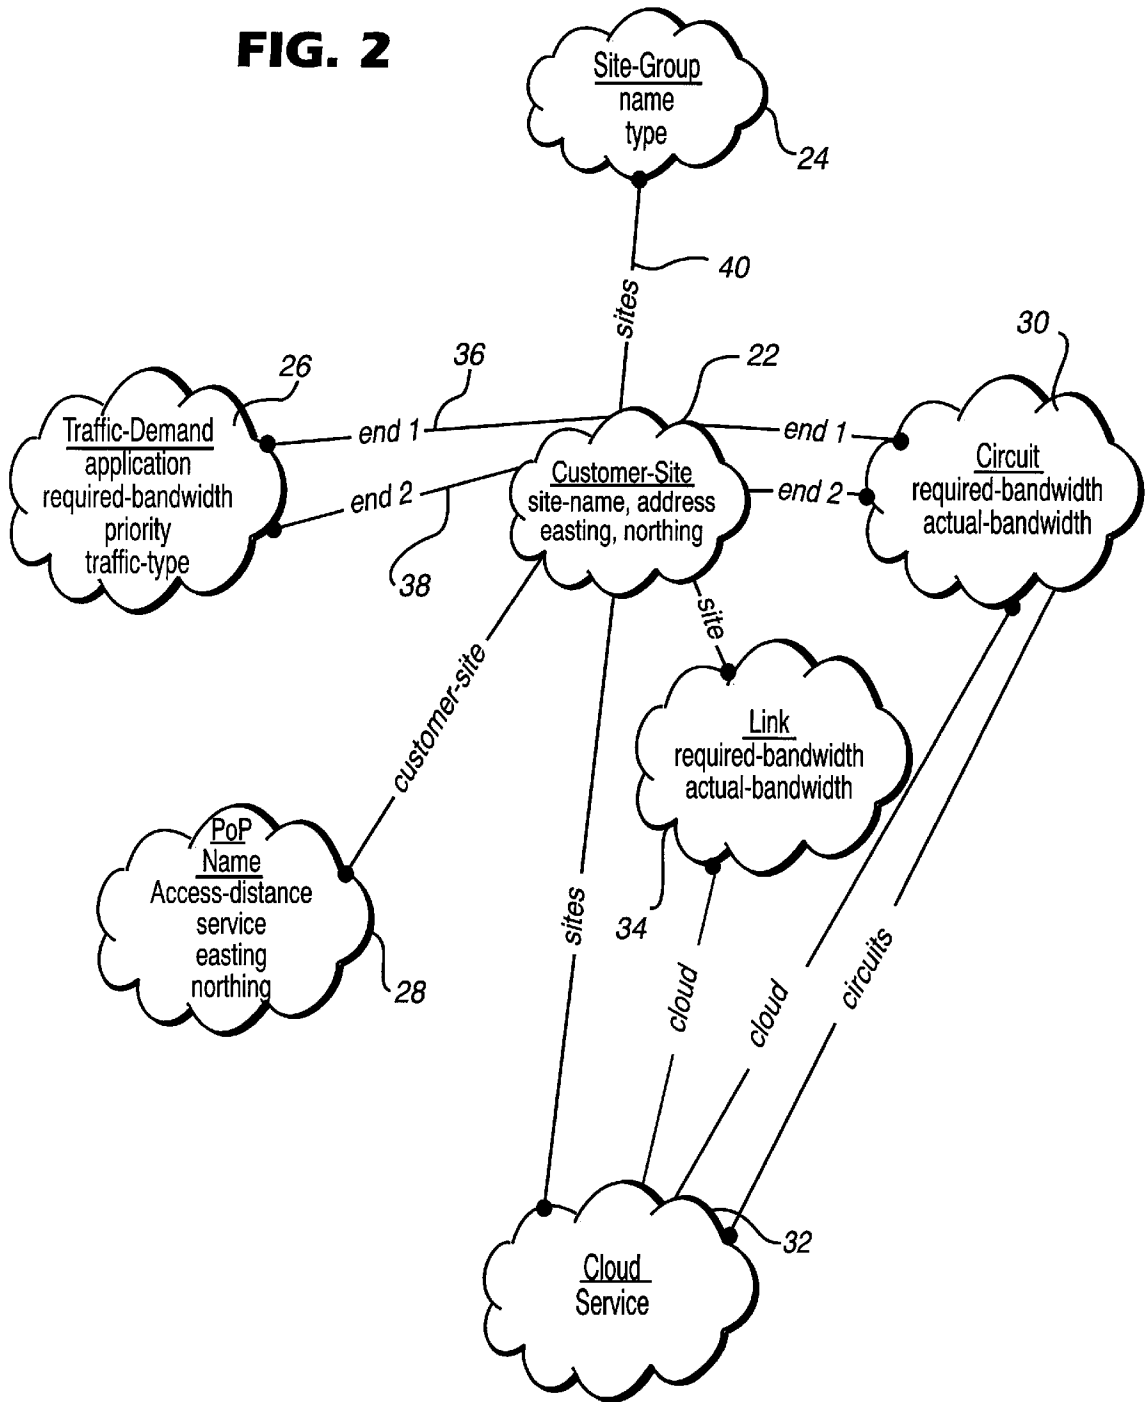 FIG. 2
Site-Group
name
type
24
40
sites
30
22
36
26
Traffic-Demand
application
required-bandwidth
priority
traffic-type
end 1
end 2
38
Customer-Site
site-name, address
easting, northing
end 1
end 2
Circuit
required-bandwidth
actual-bandwidth
site
customer-site
Link
required-bandwidth
actual-bandwidth
34
PoP
Name
Access-distance
service
easting
northing
28
sites
cloud
cloud
circuits
32
Cloud
Service